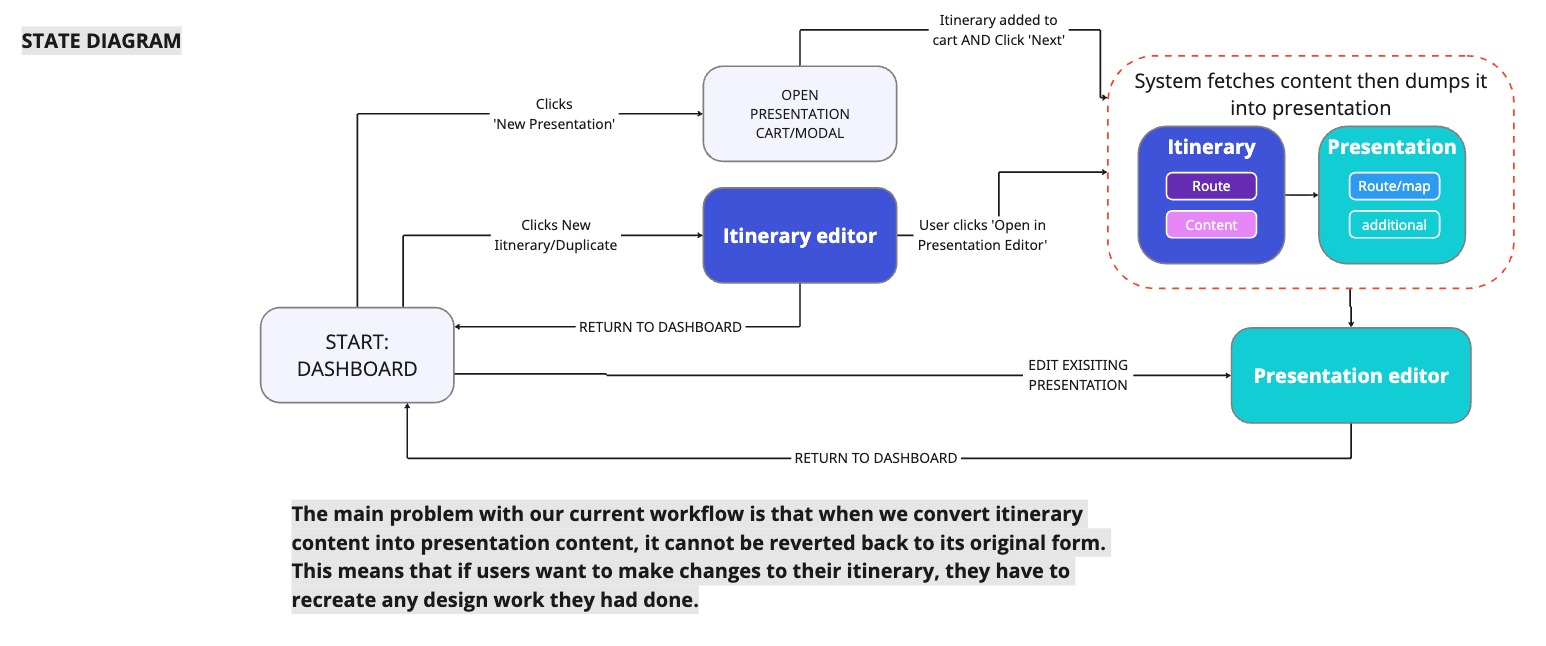 STATE DIAGRAM
Itinerary added to
cart AND Click 'Next'
System fetches content then dumps it
into presentation
OPEN
PRESENTATION
CART/MODAL
Clicks
'New Presentation'
Itinerary
Route
Content
Presentation
Route/map
additional
Clicks New
Iitnerary/Duplicate
Itinerary editor
User clicks 'Open in
Presentation Editor'
RETURN TO DASHBOARD
START:
DASHBOARD
EDIT EXISITING
PRESENTATION
Presentation editor
RETURN TO DASHBOARD
The main problem with our current workflow is that when we convert itinerary
content into presentation content, it cannot be reverted back to its original form.
This means that if users want to make changes to their itinerary, they have to
recreate any design work they had done.